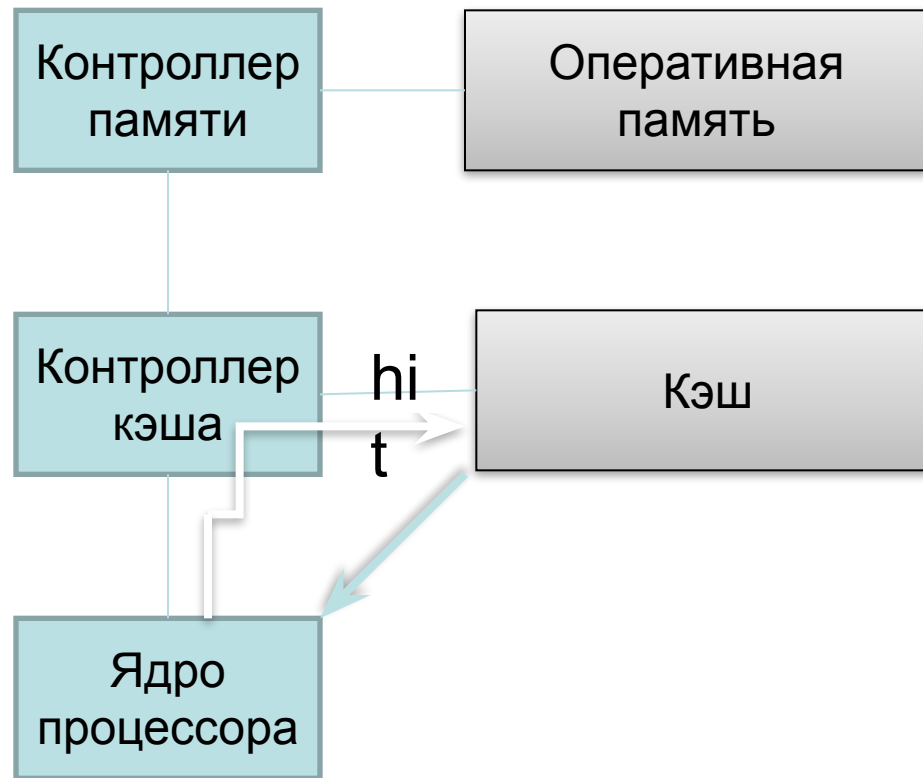 Контроллер
памяти
Оперативная
память
Контроллер
кэша
hi
t
Кэш
Ядро
процессора